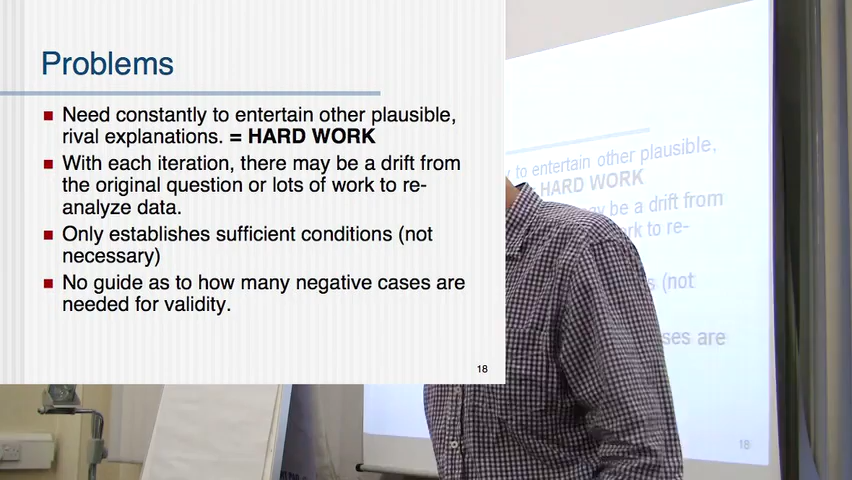 Problems
Need constantly to entertain other plausible,
rival explanations. = HARD WORK
With each iteration, there may be a drift from
the original question or lots of work to re-
analyze data.
Only establishes sufficient conditions (not
necessary)
No guide as to how many negative cases are
needed for validity.
18
to entertain other plausible,
HARD WORK
may be a drift from
work to re-
(not
cases are
18